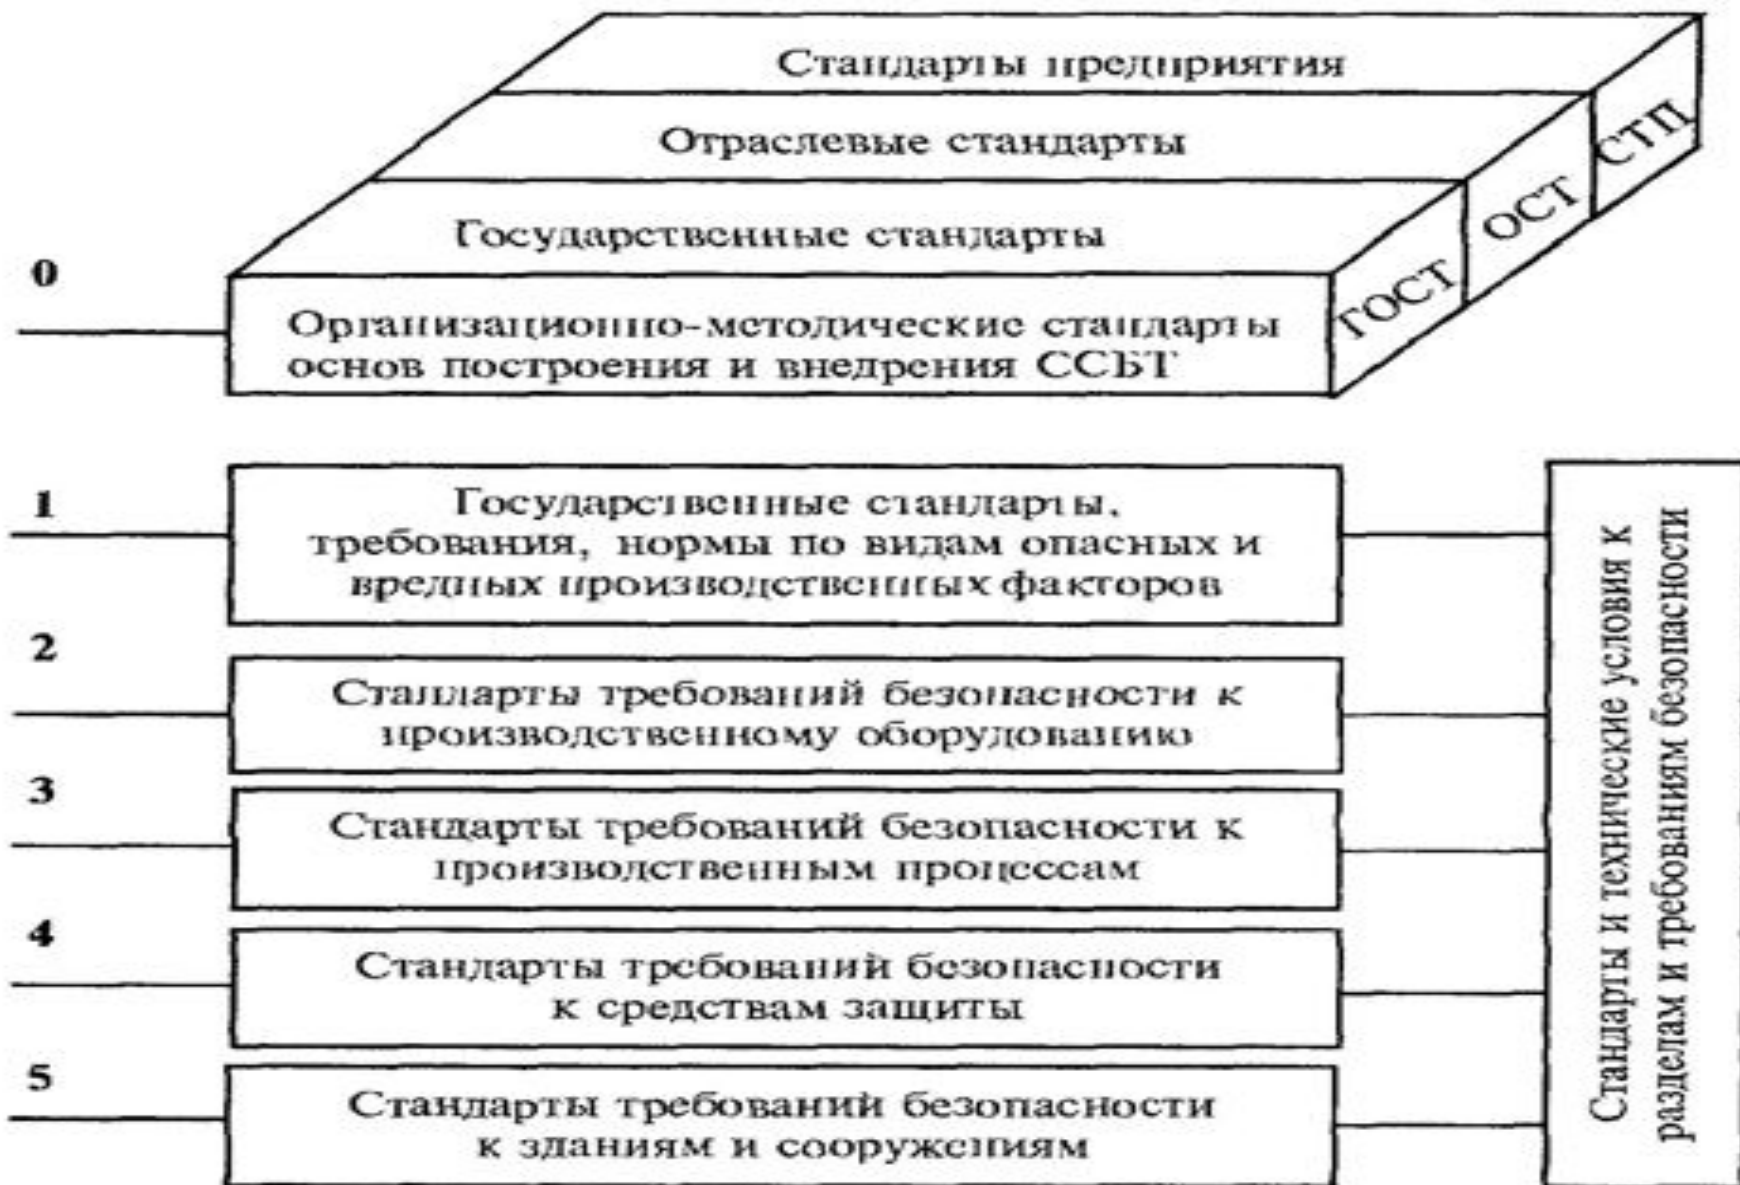 Стандарты предприятия
Отраслевые стандарты
Государственные стандарты
СТП
ОСТ
ГОСТ
0
Организационно-методические стандарты
основ построения и внедрения ССБТ
1
Государственные стандарты,
требования, нормы по видам опасных и
вредных производственных факторов
2
Стандарты требований безопасности к
производственному оборудованию
3
Стандарты требований безопасности к
производственным процессам
4
Стандарты требований безопасности
к средствам защиты
5
Стандарты требований безопасности
к зданиям и сооружениям
Стандарты и технические условия к
разделам и требованиям безопасности